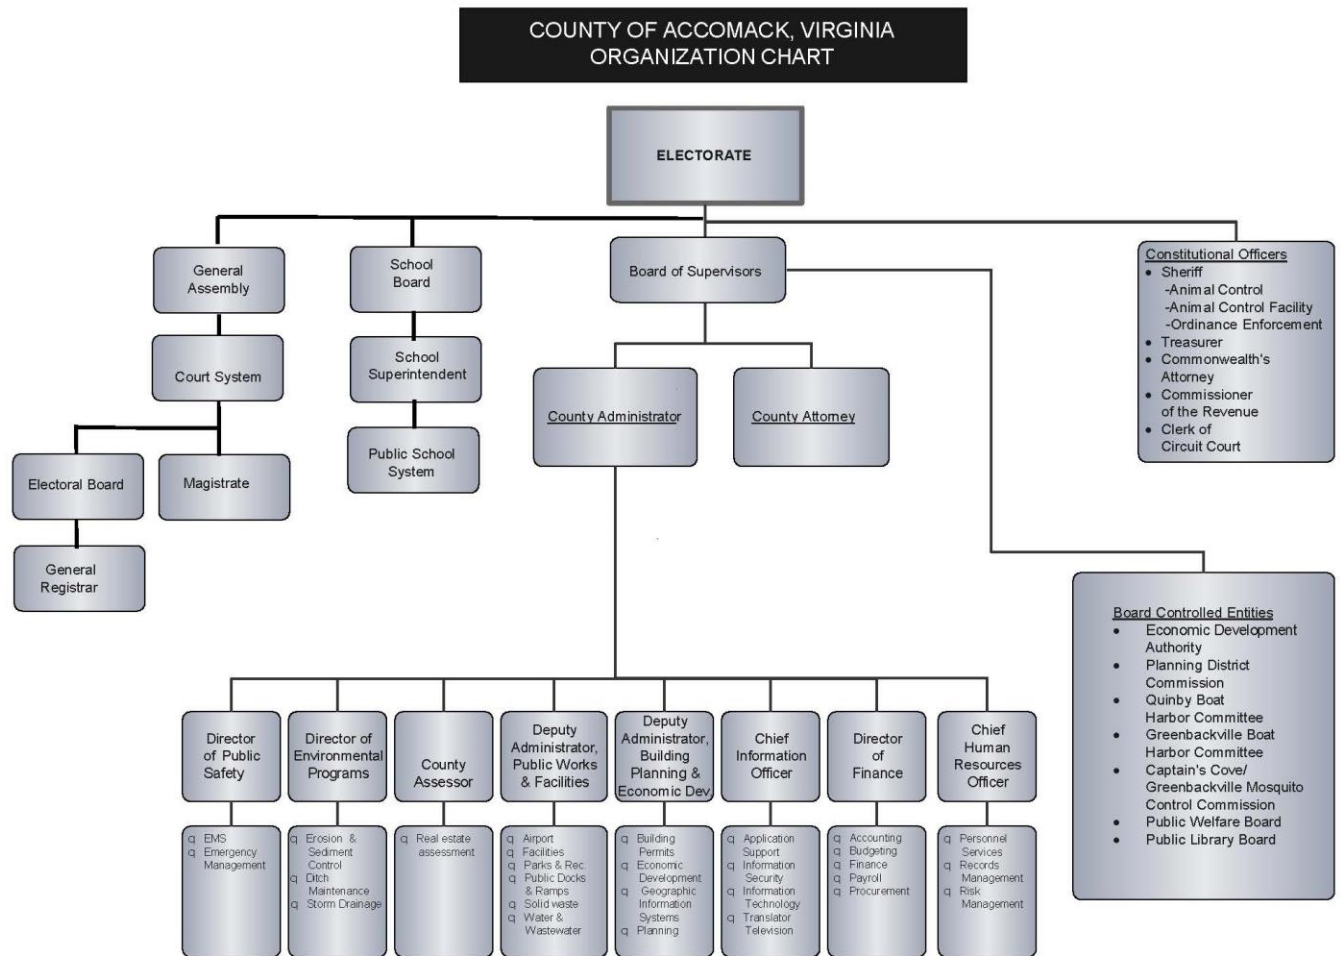 COUNTY OF ACCOMACK, VIRGINIA
ORGANIZATION CHART
ELECTORATE
General
Assembly
School
Board
Board of Supervisors
Constitutional Officers
• Sheriff
-Animal Control
-Animal Control Facility
-Ordinance Enforcement
• Treasurer
• Commonwealth's
Attorney
• Commissioner
of the Revenue
• Clerk of
Circuit Court
Court System
School
Superintendent
County Administrator
County Attorney
Electoral Board
Magistrate
Public School
System
General
Registrar
Board Controlled Entities
• Economic Development
Authority
• Planning District
Commission
• Quinby Boat
Harbor Committee
• Greenbackville Boat
Harbor Committee
• Captain's Cove/
Greenbackville Mosquito
Control Commission
• Public Welfare Board
• Public Library Board
Director
of Public
Safety
Director of
Environmental
Programs
County
Assessor
Deputy
Administrator,
Public Works
& Facilities
Deputy
Administrator,
Building
Planning &
Economic Dev.
Chief
Information
Officer
Director
of
Finance
Chief
Human
Resources
Officer
q EMS
q Emergency
Management
q Erosion &
Sediment
Control
q Ditch
Maintenance
q Storm Drainage
q Real estate
assessment
q Airport
q Facilities
q Parks & Rec.
q Public Docks
& Ramps
q Solid waste
q Water &
Wastewater
q Building
Permits
q Economic
Development
q Geographic
Information
Systems
q Planning
q Application
Support
q Information
Security
q Information
Technology
q Translator
Television
q Accounting
q Budgeting
q Finance
q Payroll
q Procurement
q Personnel
Services
q Records
Management
q Risk
Management